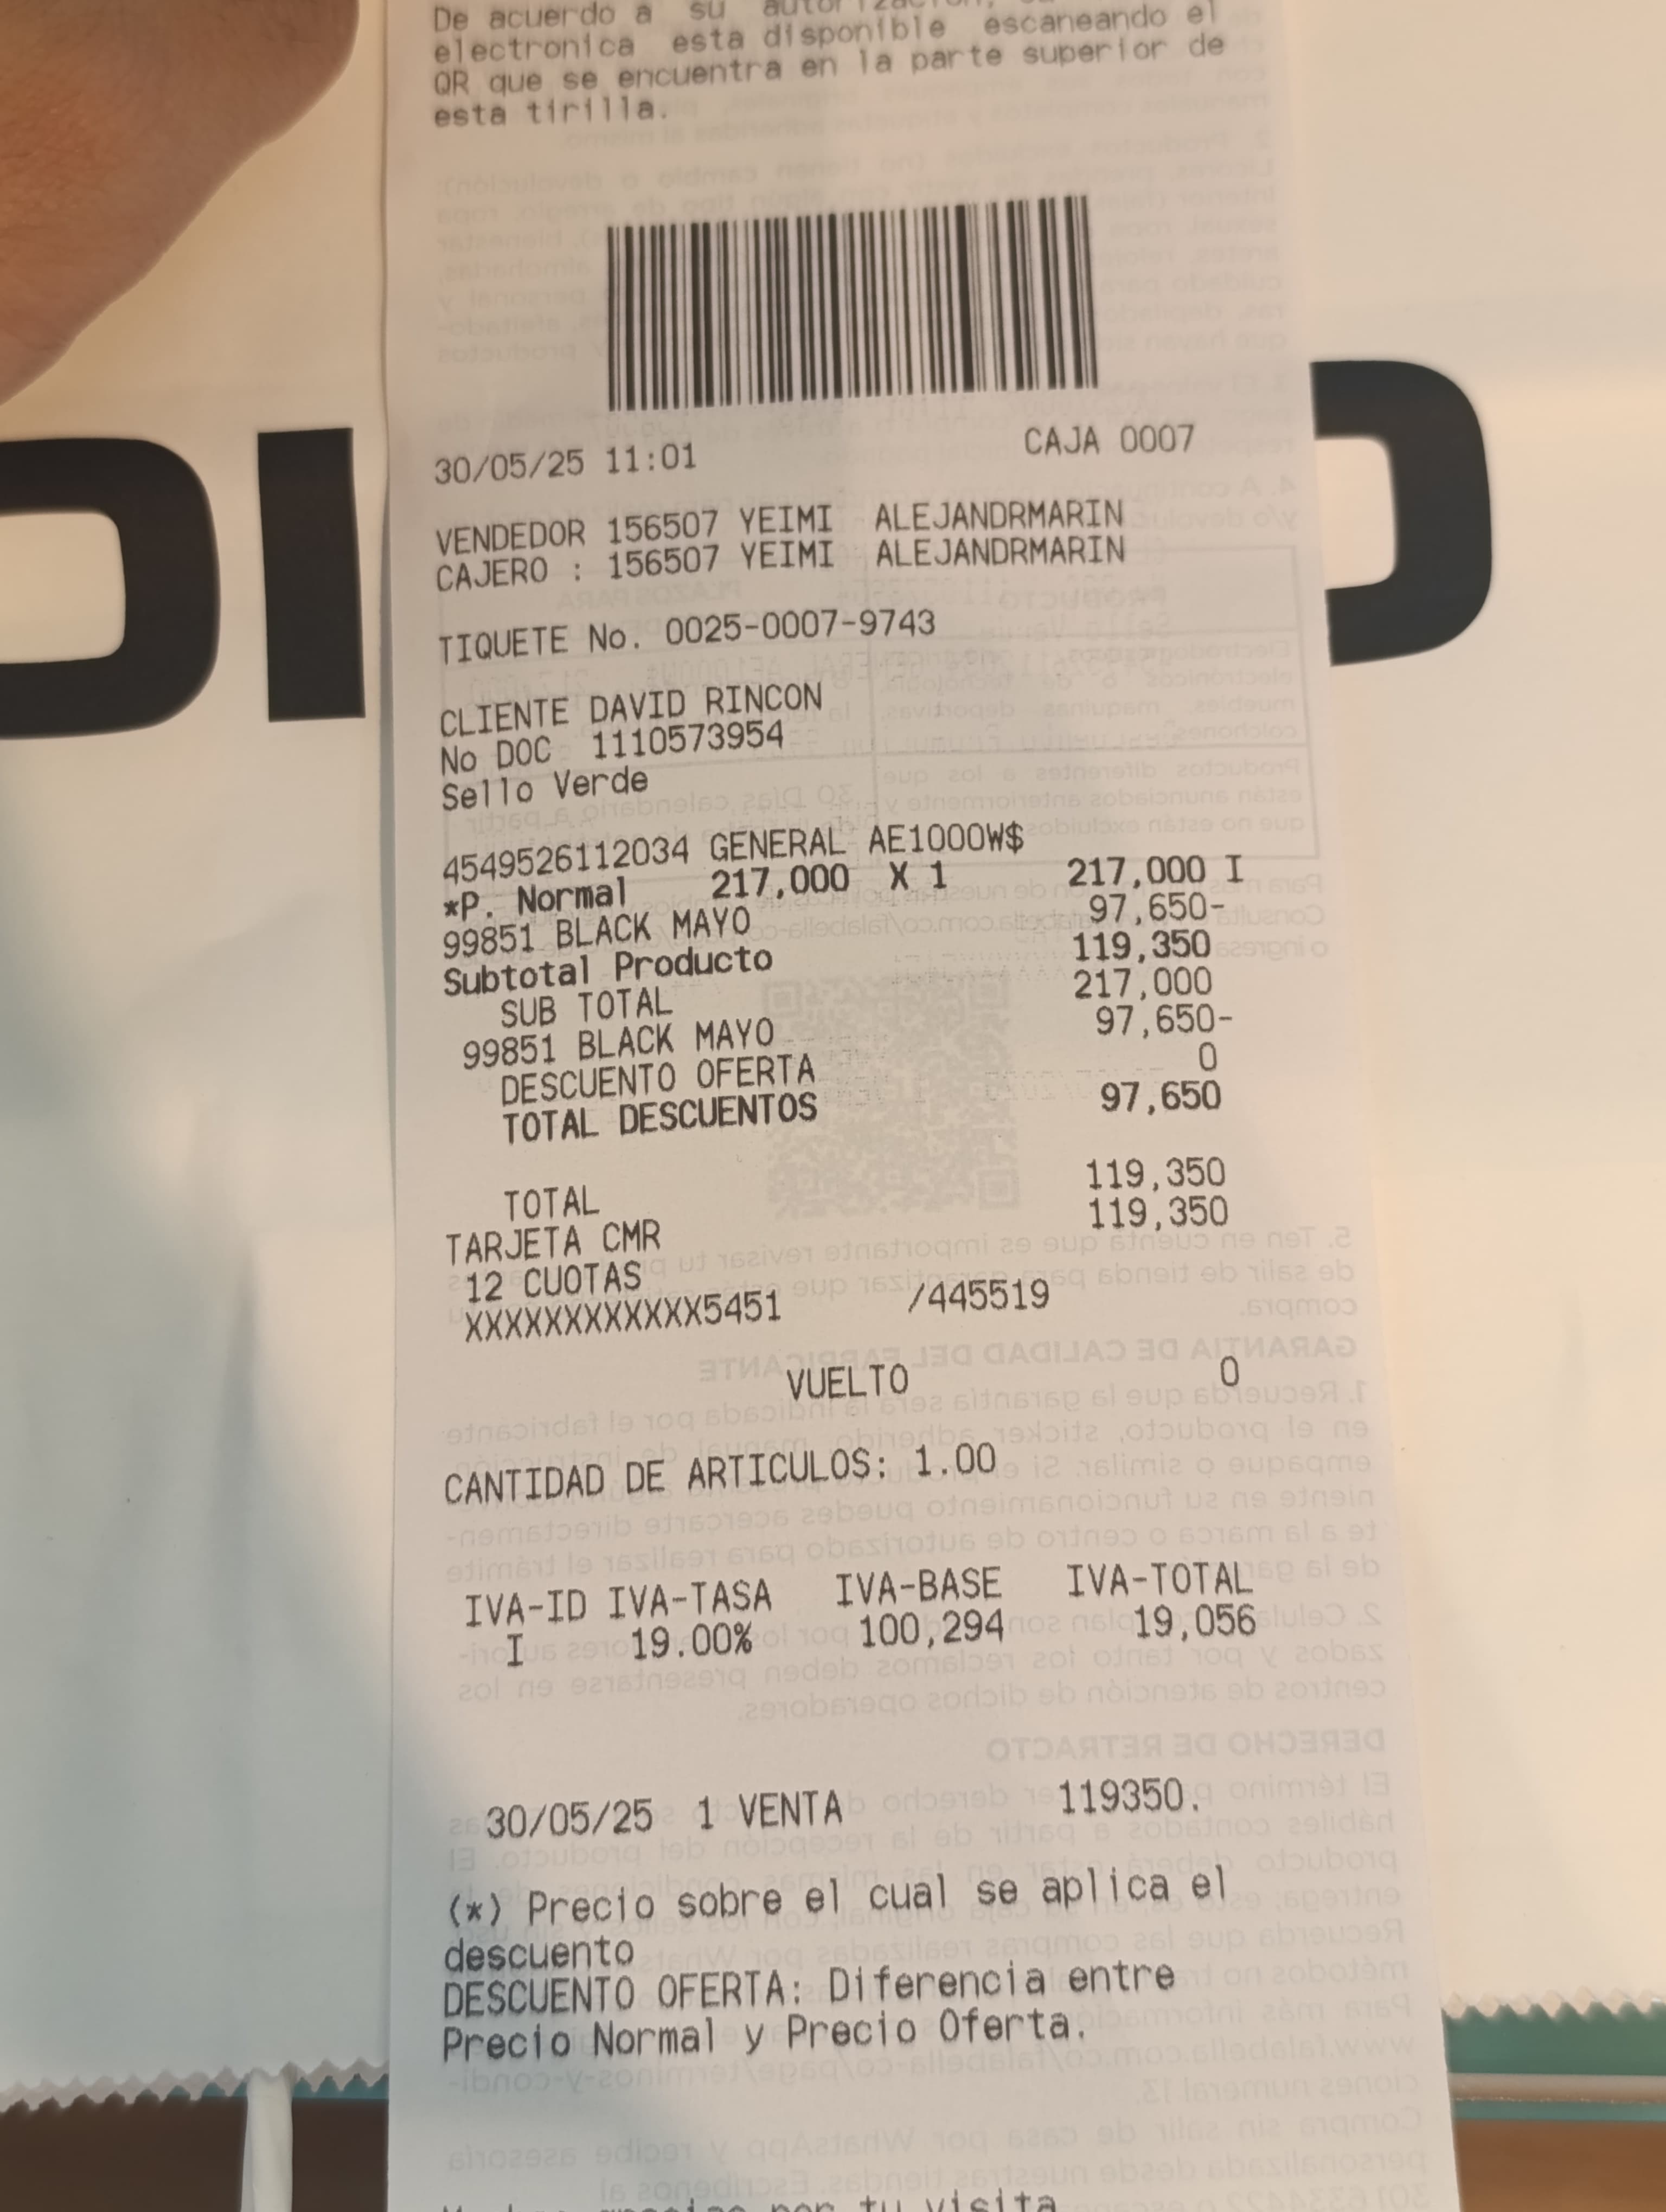 De acuerdo a su
electronica esta disponible escaneando el
QR que se encuentra en la parte superior de
esta tirilla.
30/05/25 11:01 CAJA 0007
VENDEDOR 156507 YEIMI ALEJANDRMARIN
CAJERO : 156507 YEIMI ALEJANDRMARIN
TIQUETE No. 0025-0007-9743
CLIENTE DAVID RINCON
No DOC 1110573954
Sello Verde
4549526112034 GENERAL AE1000W$
*P. Normal 217,000 X 1 217,000 I
99851 BLACK MAYO 97,650-
Subtotal Producto 119,350
SUB TOTAL 217,000
99851 BLACK MAYO 97,650-
DESCUENTO OFERTA 0
TOTAL DESCUENTOS 97,650
TOTAL 119,350
TARJETA CMR 119,350
12 CUOTAS
XXXXXXXXXXXX5451 /445519
VUELTO 0
CANTIDAD DE ARTICULOS: 1.00
IVA-ID IVA-TASA IVA-BASE IVA-TOTAL
I 19.00% 100,294 19,056
30/05/25 1 VENTA 119350.
(*) Precio sobre el cual se aplica el
descuento
DESCUENTO OFERTA: Diferencia entre
Precio Normal y Precio Oferta.
por tu visita